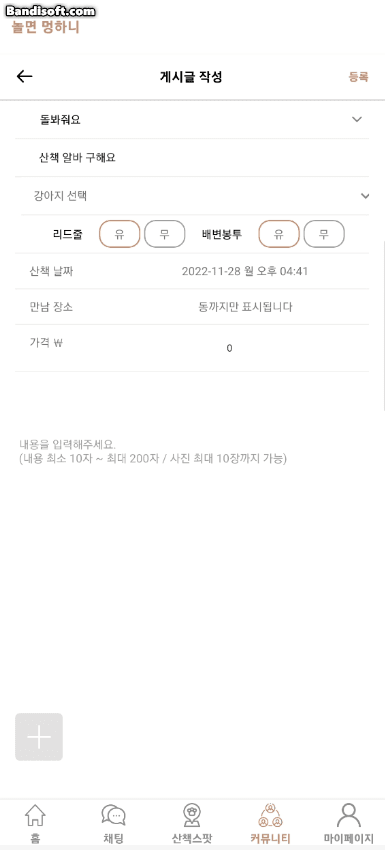 Bandisoft.com
놀면 멍하니
게시글 작성
등록
돌봐줘요
산책 알바 구해요
강아지 선택
리드줄 유 무 배변봉투 유 무
산책 날짜 2022-11-28 월 오후 04:41
만남 장소 동까지만 표시됩니다
가격 ₩ 0
내용을 입력해주세요.
(내용 최소 10자 ~ 최대 200자 / 사진 최대 10장까지 가능)
홈 채팅 산책스팟 커뮤니티 마이페이지